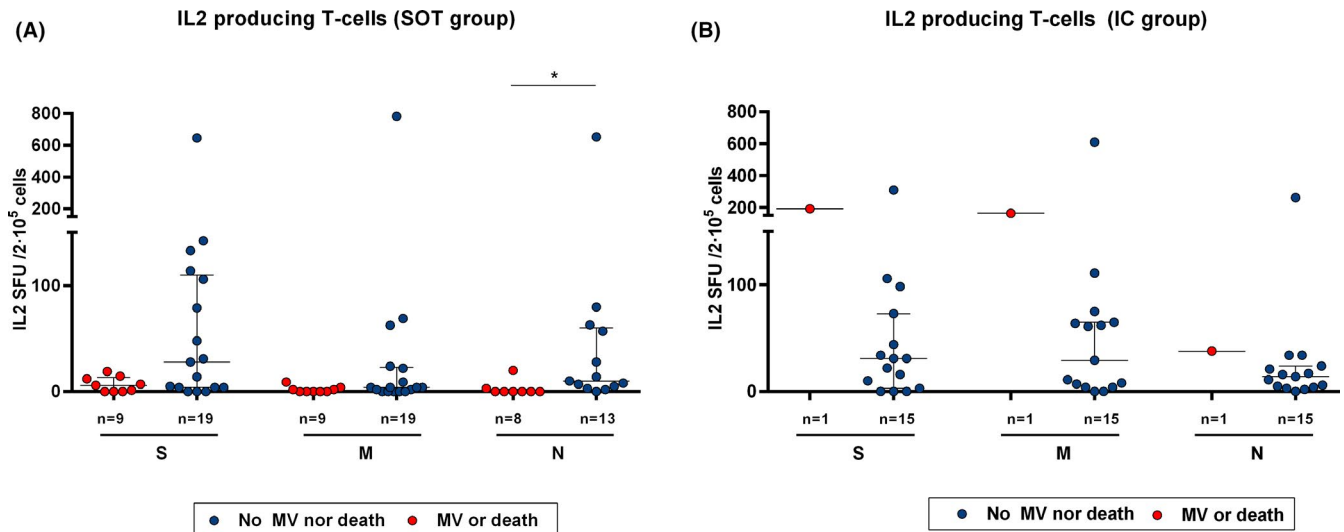 (A)
IL2 producing T-cells (SOT group)
*
800
600
400
200
100
0
IL2 SFU /2·10⁵ cells
n=9 n=19 n=9 n=19 n=8 n=13
S M N
No MV nor death MV or death
(B)
IL2 producing T-cells (IC group)
800
600
400
200
100
0
IL2 SFU /2·10⁵ cells
n=1 n=15 n=1 n=15 n=1 n=15
S M N
No MV nor death MV or death